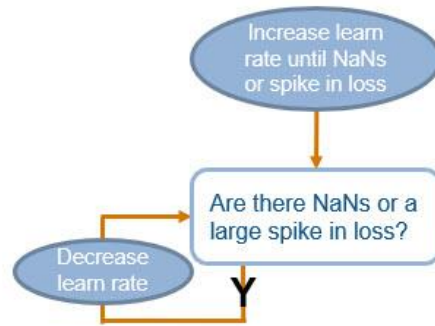 Increase learn
rate until NaNs
or spike in loss
Are there NaNs or a
large spike in loss?
Decrease
learn rate
Y